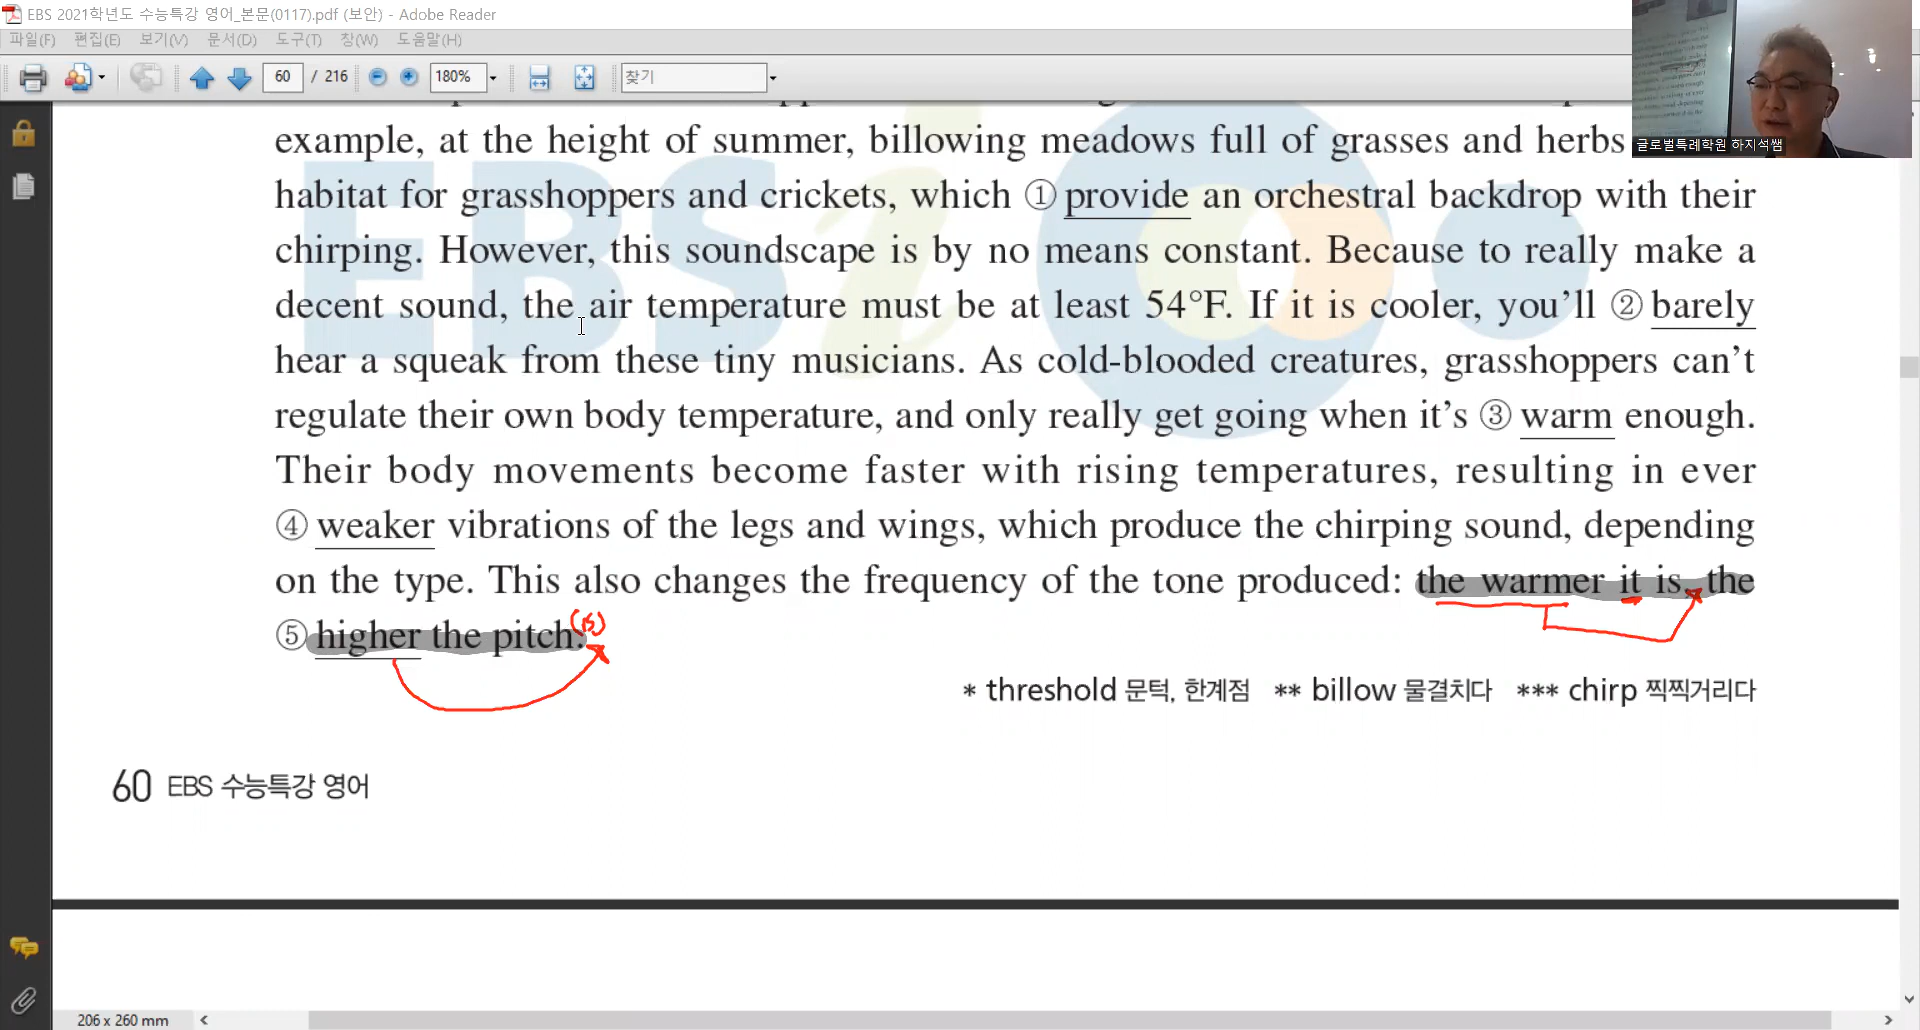 EBS 2021학년도 수능특강 영어_본문(0117).pdf (보안) - Adobe Reader
파일(F) 편집(E) 보기(V) 문서(D) 도구(T) 창(W) 도움말(H)
60 / 216 180% 찾기
글로벌특례학원 하지석쌤
example, at the height of summer, billowing meadows full of grasses and herbs
habitat for grasshoppers and crickets, which ① provide an orchestral backdrop with their
chirping. However, this soundscape is by no means constant. Because to really make a
decent sound, the air temperature must be at least 54°F. If it is cooler, you’ll ② barely
hear a squeak from these tiny musicians. As cold-blooded creatures, grasshoppers can’t
regulate their own body temperature, and only really get going when it’s ③ warm enough.
Their body movements become faster with rising temperatures, resulting in ever
④ weaker vibrations of the legs and wings, which produce the chirping sound, depending
on the type. This also changes the frequency of the tone produced: the warmer it is, the
⑤ higher the pitch. (is)
* threshold 문턱, 한계점 ** billow 물결치다 *** chirp 찍찍거리다
60 EBS 수능특강 영어
206 x 260 mm